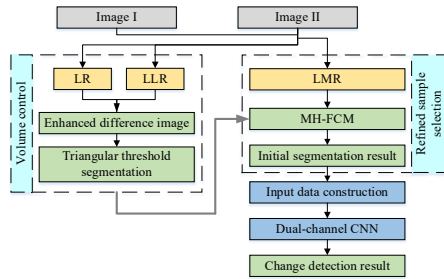 Image I
Image II
Volume control
LR
LLR
Enhanced difference image
Triangular threshold
segmentation
LMR
MH-FCM
Initial segmentation result
Refined sample
selection
Input data construction
Dual-channel CNN
Change detection result